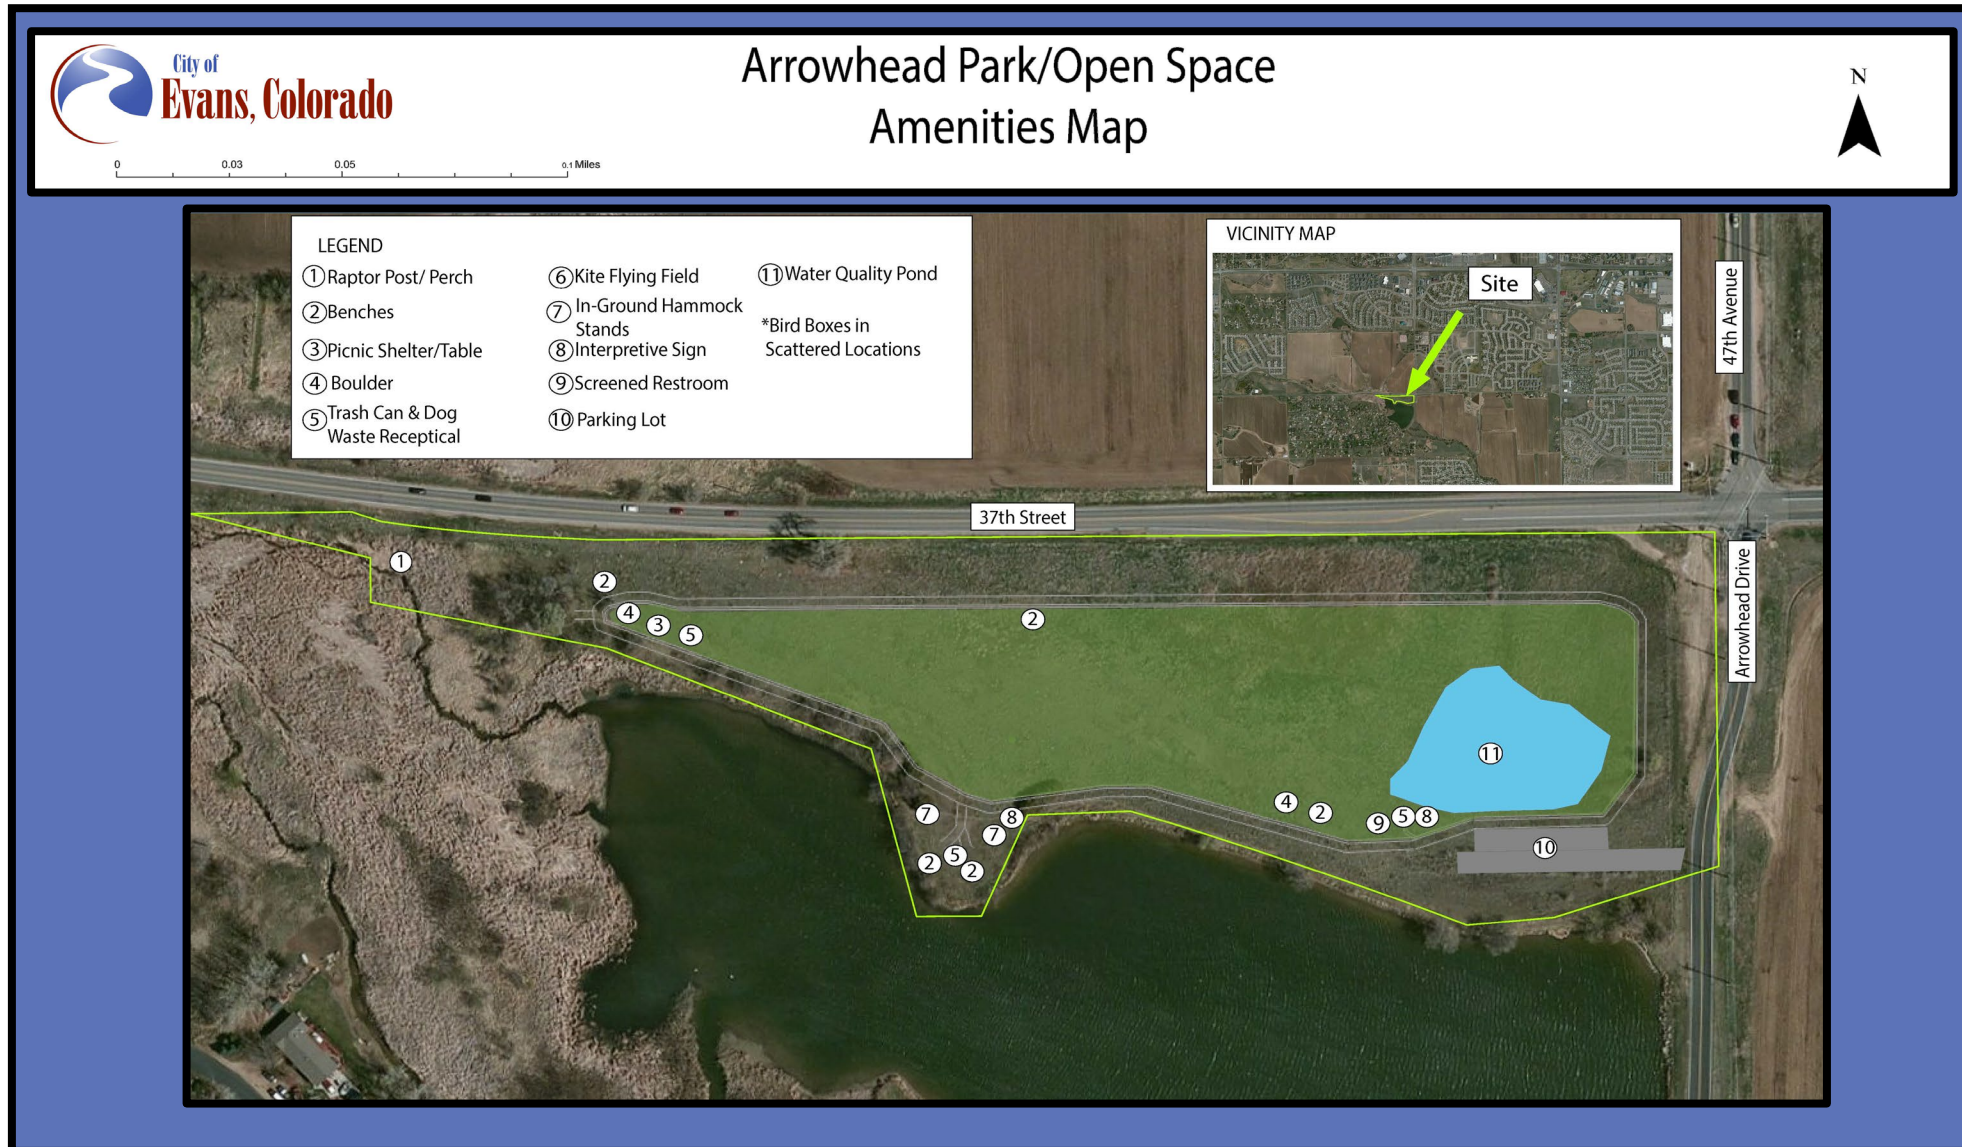 City of
Evans, Colorado
Arrowhead Park/Open Space
Amenities Map
N
0 0.03 0.05 0.1 Miles
LEGEND
1 Raptor Post/ Perch
2 Benches
3 Picnic Shelter/Table
4 Boulder
5 Trash Can & Dog
Waste Receptical
6 Kite Flying Field
7 In-Ground Hammock
Stands
8 Interpretive Sign
9 Screened Restroom
10 Parking Lot
11 Water Quality Pond
*Bird Boxes in
Scattered Locations
VICINITY MAP
Site
47th Avenue
37th Street
Arrowhead Drive
1
2
4
3
5
2
11
7
8
7
2
5
2
4
2
9
5
8
10